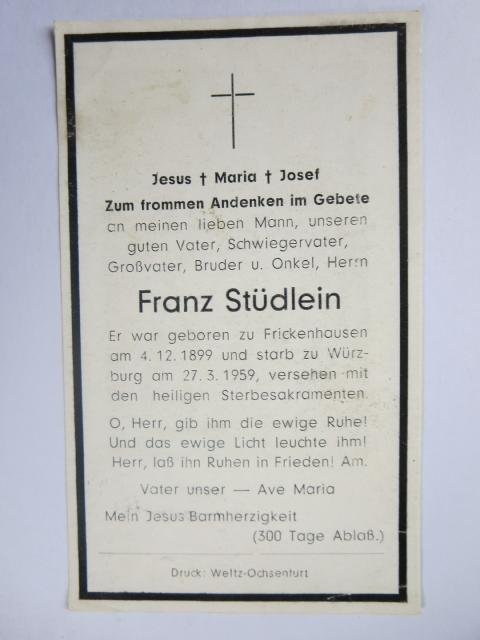 Jesus † Maria † Josef
Zum frommen Andenken im Gebete
an meinen lieben Mann, unseren
guten Vater, Schwiegervater,
Großvater, Bruder u. Onkel, Herrn
Franz Stüdlein
Er war geboren zu Frickenhausen
am 4. 12. 1899 und starb zu Würz-
burg am 27. 3. 1959, versehen mit
den heiligen Sterbesakramenten.
O, Herr, gib ihm die ewige Ruhe!
Und das ewige Licht leuchte ihm!
Herr, laß ihn Ruhen in Frieden! Am.
Vater unser — Ave Maria
Mein Jesus Barmherzigkeit
(300 Tage Ablaß.)
Druck: Weltz-Ochsenfurt